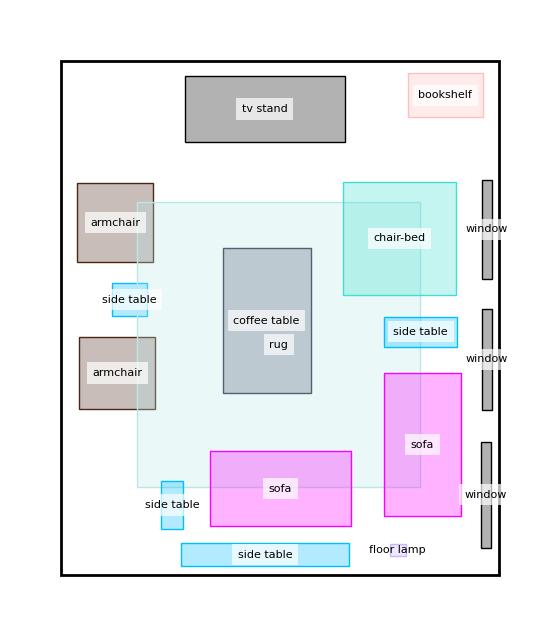 bookshelf
tv stand
armchair
window
chair-bed
side table
coffee table
side table
rug
window
armchair
sofa
sofa
window
side table
floor lamp
side table